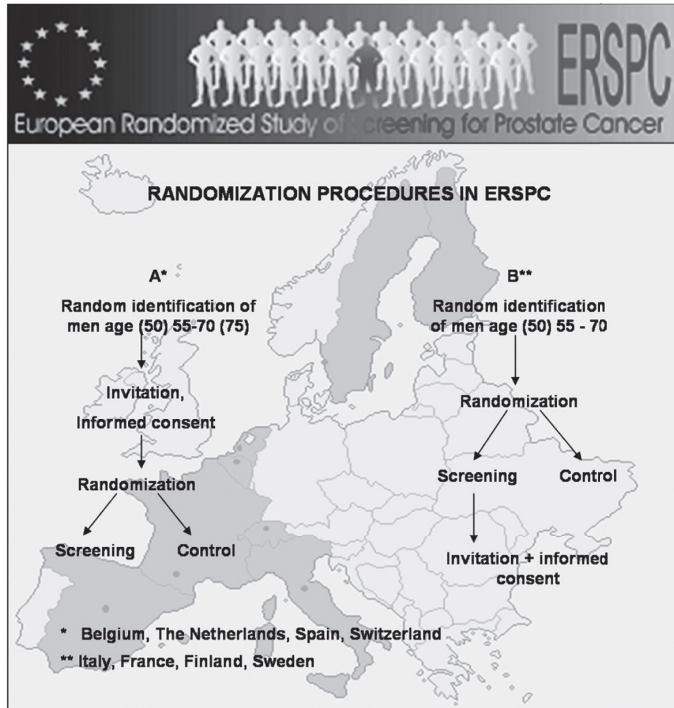 ERSPC
European Randomized Study of Screening for Prostate Cancer
RANDOMIZATION PROCEDURES IN ERSPC
A*
Random identification of
men age (50) 55-70 (75)
Invitation,
Informed consent
Randomization
Screening
Control
B**
Random identification
of men age (50) 55 - 70
Randomization
Screening
Control
Invitation + informed
consent
* Belgium, The Netherlands, Spain, Switzerland
** Italy, France, Finland, Sweden